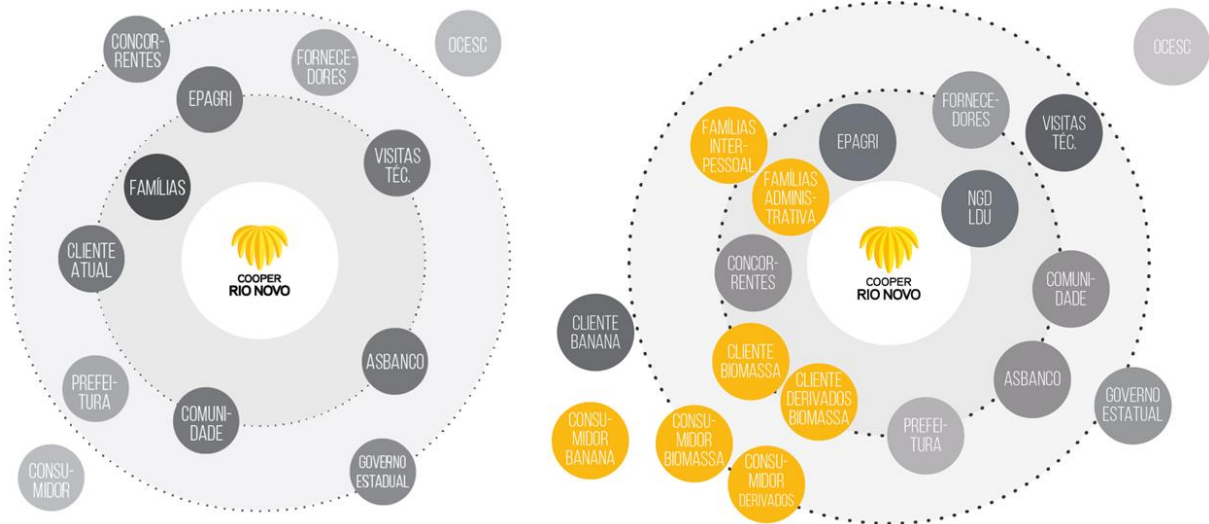 CONCOR-
RENTES
FORNECE-
DORES
OCESC
EPAGRI
VISITAS
TÉC.
FAMÍLIAS
CLIENTE
ATUAL
COOPER
RIO NOVO
ASBANCO
PREFEI-
TURA
COMUNI-
DADE
CONSU-
MIDOR
GOVERNO
ESTADUAL
OCESC
FORNECE-
DORES
VISITAS
TÉC.
FAMÍLIAS
INTER-
PESSOAL
EPAGRI
FAMÍLIAS
ADMINIS-
TRATIVA
NGD
LDU
CONCOR-
RENTES
COOPER
RIO NOVO
COMUNI-
DADE
CLIENTE
BANANA
CLIENTE
BIOMASSA
CLIENTE
DERIVADOS
BIOMASSA
ASBANCO
GOVERNO
ESTATUAL
PREFEI-
TURA
CONSU-
MIDOR
BANANA
CONSU-
MIDOR
BIOMASSA
CONSU-
MIDOR
DERIVADOS